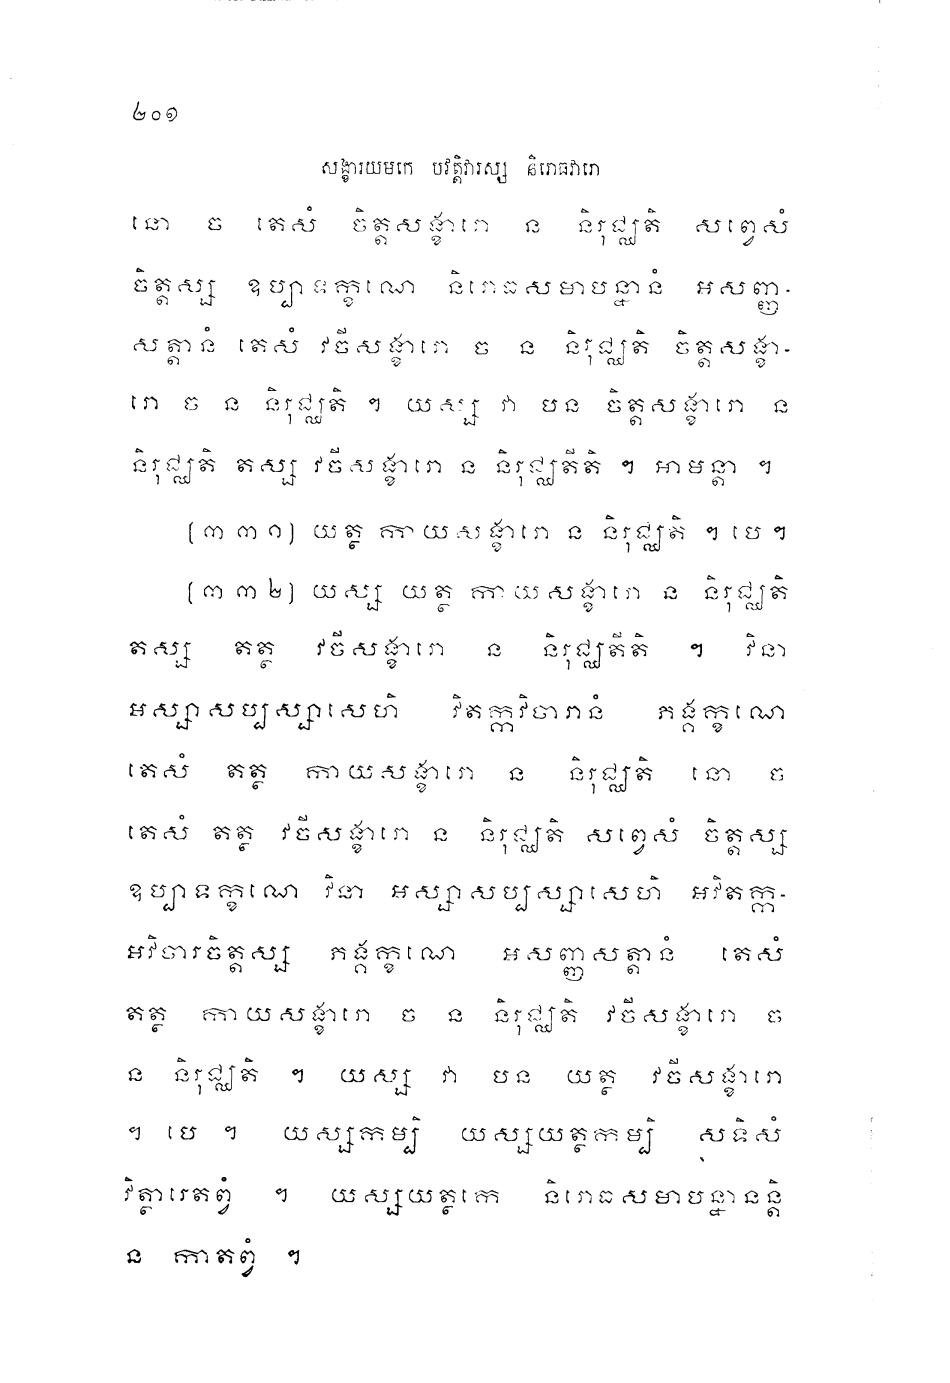 ២០១
សង្ខារយមកេ បវត្តិវារស្ស និរោធវារោ
នោ ច តេសំ ចិត្តសង្ខារោ ន និរុជ្ឈតិ សព្វេសំ
ចិត្តស្ស ឧប្បាទក្ខណេ និរោធសមាបន្នានំ អសញ្ញ-
សត្តានំ តេសំ វចីសង្ខារោ ច ន និរុជ្ឈតិ ចិត្តសង្ខា-
រោ ច ន និរុជ្ឈតិ ។ យស្ស វា បន ចិត្តសង្ខារោ ន
និរុជ្ឈតិ តស្ស វចីសង្ខារោ ន និរុជ្ឈតីតិ ។ អាមន្តា ។
(៣៣១) យត្ថ កាយសង្ខារោ ន និរុជ្ឈតិ ។ បេ ។
(៣៣២) យស្ស យត្ថ កាយសង្ខារោ ន និរុជ្ឈតិ
តស្ស តត្ថ វចីសង្ខារោ ន និរុជ្ឈតីតិ ។ វិនា
អស្សាសប្បស្សាសេហិ វិតក្កវិចារានំ ភង្គក្ខណេ
តេសំ តត្ថ កាយសង្ខារោ ន និរុជ្ឈតិ នោ ច
តេសំ តត្ថ វចីសង្ខារោ ន និរុជ្ឈតិ សព្វេសំ ចិត្តស្ស
ឧប្បាទក្ខណេ វិនា អស្សាសប្បស្សាសេហិ អវិតក្ក-
អវិចារចិត្តស្ស ភង្គក្ខណេ អសញ្ញសត្តានំ តេសំ
តត្ថ កាយសង្ខារោ ច ន និរុជ្ឈតិ វចីសង្ខារោ ច
ន និរុជ្ឈតិ ។ យស្ស វា បន យត្ថ វចីសង្ខារោ
។ បេ ។ យស្សកម្បិ យស្សយត្ថកម្បិ សទិសំ
វិត្ថារេតព្វំ ។ យស្សយត្ថកេ និរោធសមាបន្នានន្តិ
ន កាតព្វំ ។